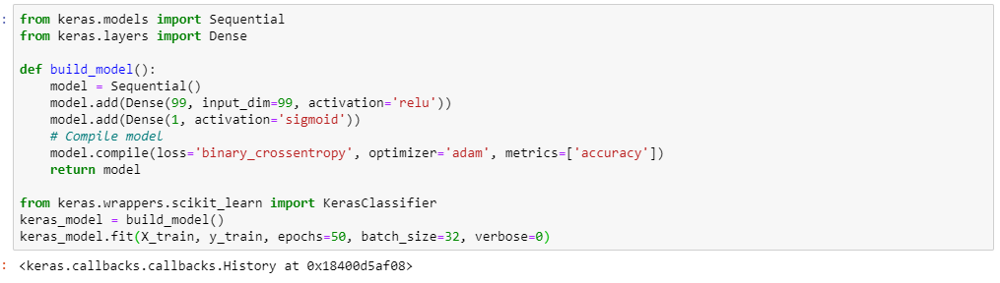 : from keras.models import Sequential
from keras.layers import Dense

def build_model():
    model = Sequential()
    model.add(Dense(99, input_dim=99, activation='relu'))
    model.add(Dense(1, activation='sigmoid'))
    # Compile model
    model.compile(loss='binary_crossentropy', optimizer='adam', metrics=['accuracy'])
    return model

from keras.wrappers.scikit_learn import KerasClassifier
keras_model = build_model()
keras_model.fit(X_train, y_train, epochs=50, batch_size=32, verbose=0)
: <keras.callbacks.callbacks.History at 0x18400d5af08>